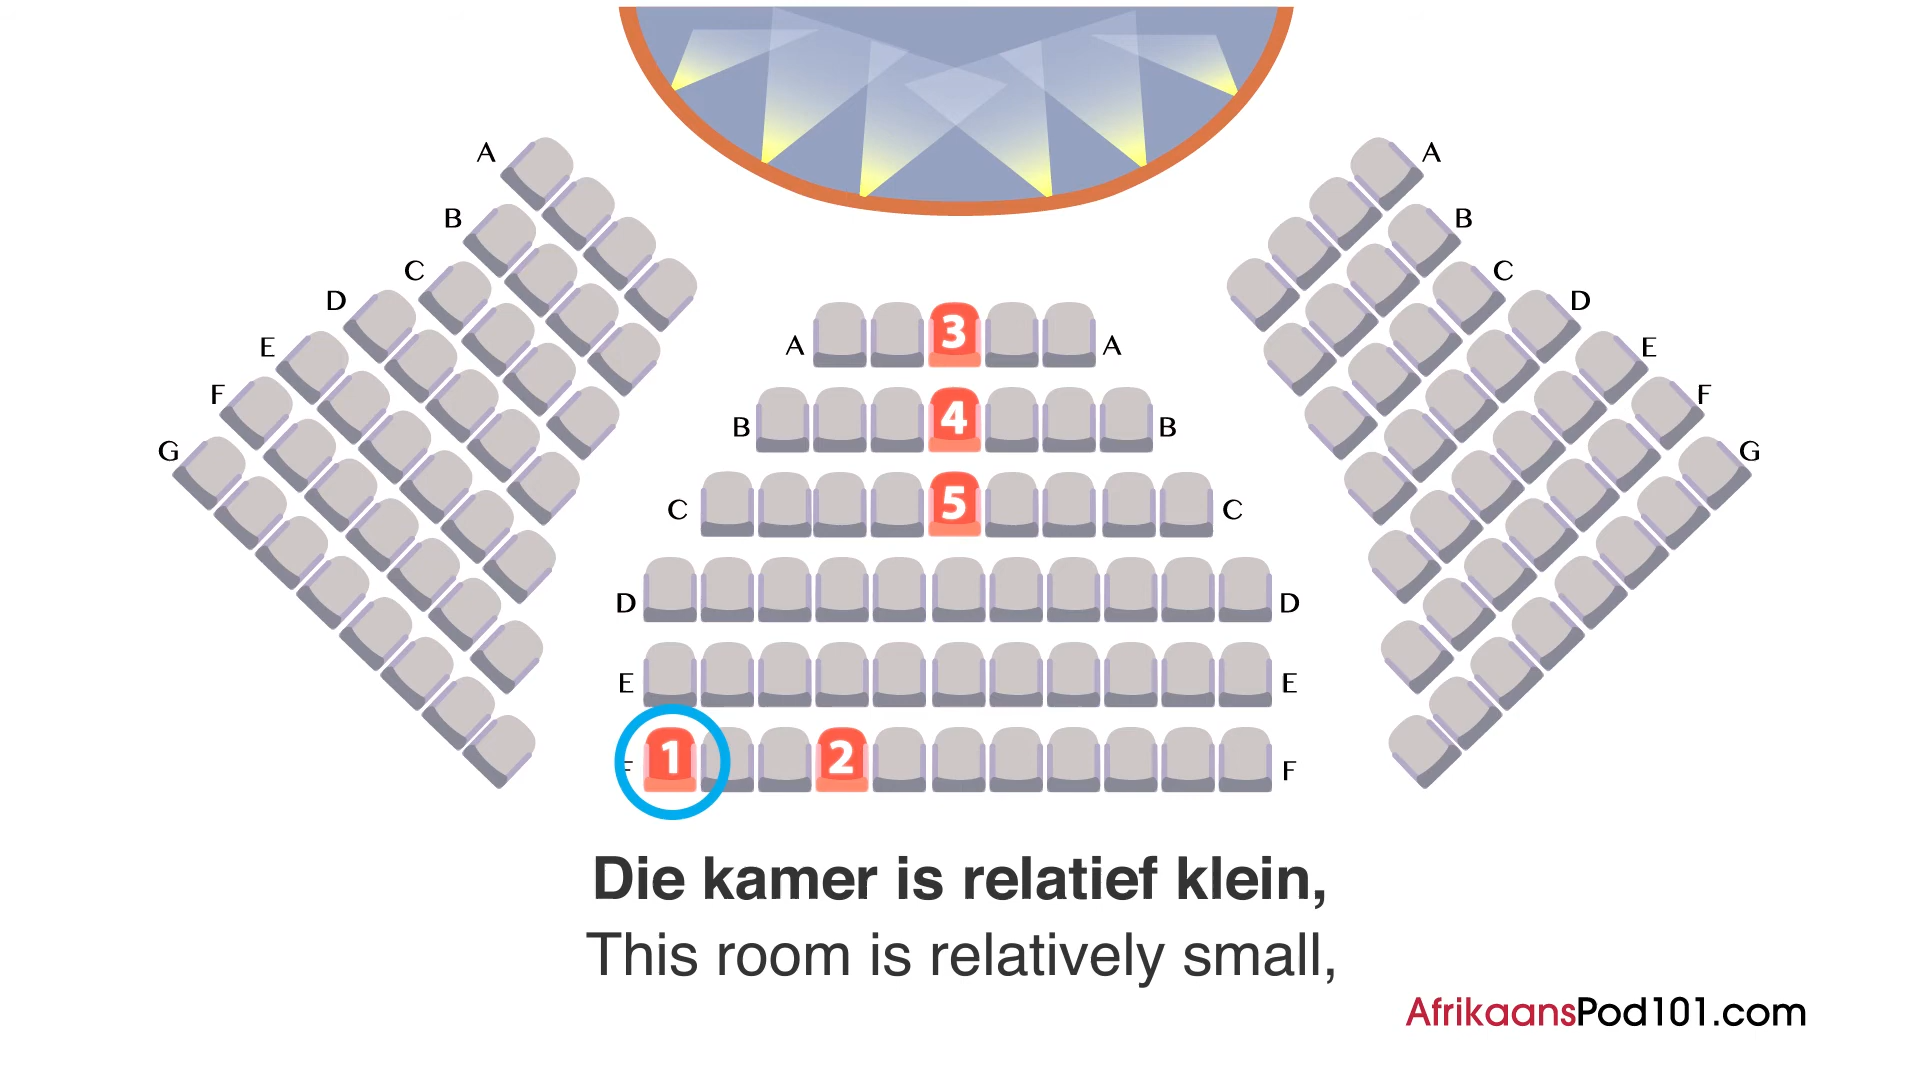 A
A
B
B
C
C
D
D
E
3
E
A
A
F
F
4
B
B
G
G
5
C
C
D
D
E
E
1
2
F
F
Die kamer is relatief klein,
This room is relatively small,
AfrikaansPod101.com